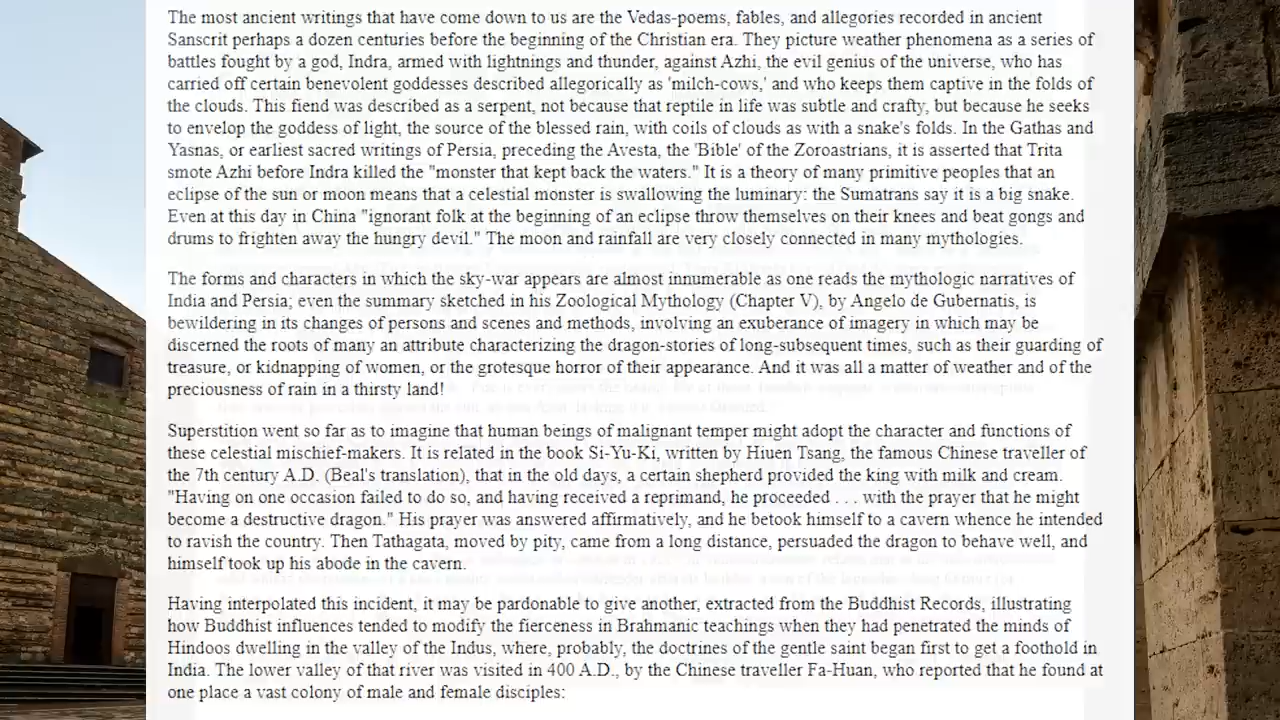 The most ancient writings that have come down to us are the Vedas-poems, fables, and allegories recorded in ancient
Sanscrit perhaps a dozen centuries before the beginning of the Christian era. They picture weather phenomena as a series of
battles fought by a god, Indra, armed with lightnings and thunder, against Azhi, the evil genius of the universe, who has
carried off certain benevolent goddesses described allegorically as 'milch-cows,' and who keeps them captive in the folds of
the clouds. This fiend was described as a serpent, not because that reptile in life was subtle and crafty, but because he seeks
to envelop the goddess of light, the source of the blessed rain, with coils of clouds as with a snake's folds. In the Gathas and
Yasnas, or earliest sacred writings of Persia, preceding the Avesta, the 'Bible' of the Zoroastrians, it is asserted that Trita
smote Azhi before Indra killed the "monster that kept back the waters." It is a theory of many primitive peoples that an
eclipse of the sun or moon means that a celestial monster is swallowing the luminary: the Sumatrans say it is a big snake.
Even at this day in China "ignorant folk at the beginning of an eclipse throw themselves on their knees and beat gongs and
drums to frighten away the hungry devil." The moon and rainfall are very closely connected in many mythologies.
The forms and characters in which the sky-war appears are almost innumerable as one reads the mythologic narratives of
India and Persia; even the summary sketched in his Zoological Mythology (Chapter V), by Angelo de Gubernatis, is
bewildering in its changes of persons and scenes and methods, involving an exuberance of imagery in which may be
discerned the roots of many an attribute characterizing the dragon-stories of long-subsequent times, such as their guarding of
treasure, or kidnapping of women, or the grotesque horror of their appearance. And it was all a matter of weather and of the
preciousness of rain in a thirsty land!
Superstition went so far as to imagine that human beings of malignant temper might adopt the character and functions of
these celestial mischief-makers. It is related in the book Si-Yu-Ki, written by Hiuen Tsang, the famous Chinese traveller of
the 7th century A.D. (Beal's translation), that in the old days, a certain shepherd provided the king with milk and cream.
"Having on one occasion failed to do so, and having received a reprimand, he proceeded . . . with the prayer that he might
become a destructive dragon." His prayer was answered affirmatively, and he betook himself to a cavern whence he intended
to ravish the country. Then Tathagata, moved by pity, came from a long distance, persuaded the dragon to behave well, and
himself took up his abode in the cavern.
Having interpolated this incident, it may be pardonable to give another, extracted from the Buddhist Records, illustrating
how Buddhist influences tended to modify the fierceness in Brahmanic teachings when they had penetrated the minds of
Hindoos dwelling in the valley of the Indus, where, probably, the doctrines of the gentle saint began first to get a foothold in
India. The lower valley of that river was visited in 400 A.D., by the Chinese traveller Fa-Huan, who reported that he found at
one place a vast colony of male and female disciples: